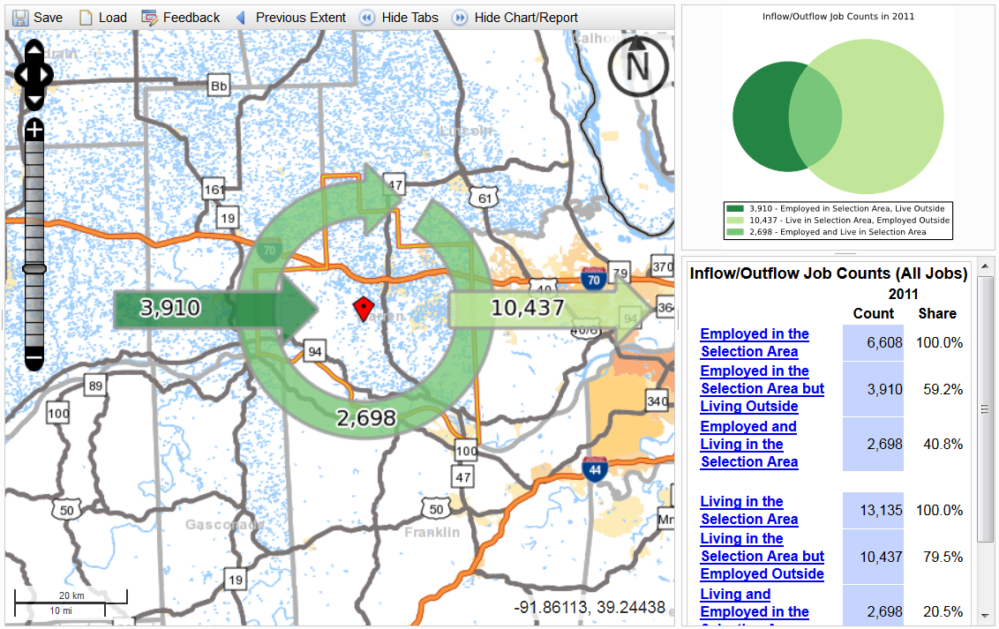 Save Load Feedback Previous Extent Hide Tabs Hide Chart/Report
N
Bb
Lincoln
161
47
61
19
70
70
79
370
40
364
3,910
10,437
94
40/6
94
89
100
2,698
340
100
47
44
50
50
Gasconade
Franklin
19
20 km
10 mi
-91.86113, 39.24438
Inflow/Outflow Job Counts in 2011
3,910 - Employed in Selection Area, Live Outside
10,437 - Live in Selection Area, Employed Outside
2,698 - Employed and Live in Selection Area
Inflow/Outflow Job Counts (All Jobs)
2011
Count Share
Employed in the
Selection Area 6,608 100.0%
Employed in the
Selection Area but 3,910 59.2%
Living Outside
Employed and
Living in the 2,698 40.8%
Selection Area
Living in the
Selection Area 13,135 100.0%
Living in the
Selection Area but 10,437 79.5%
Employed Outside
Living and
Employed in the 2,698 20.5%